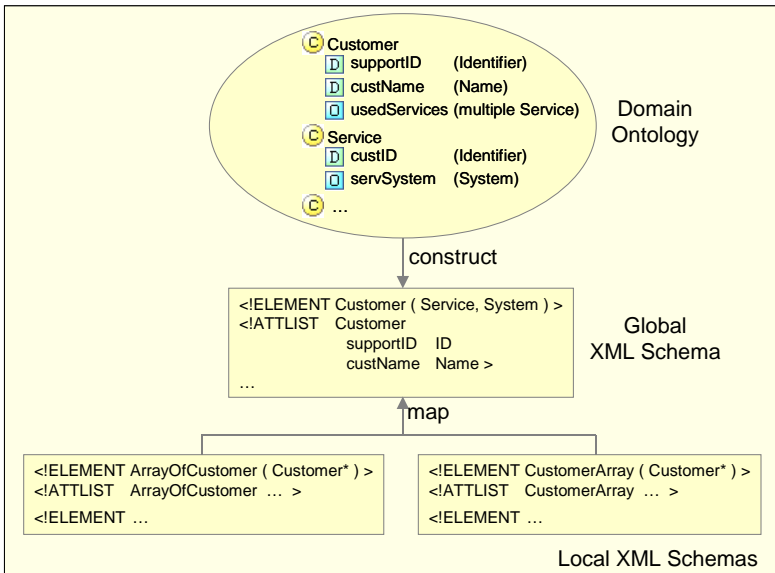 C Customer
D supportID (Identifier)
D custName (Name)
O usedServices (multiple Service)
C Service
D custID (Identifier)
O servSystem (System)
C ...
Domain
Ontology
construct
<!ELEMENT Customer ( Service, System ) >
<!ATTLIST Customer
supportID ID
custName Name >
...
Global
XML Schema
map
<!ELEMENT ArrayOfCustomer ( Customer* ) >
<!ATTLIST ArrayOfCustomer ... >
<!ELEMENT ...
<!ELEMENT CustomerArray ( Customer* ) >
<!ATTLIST CustomerArray ... >
<!ELEMENT ...
Local XML Schemas